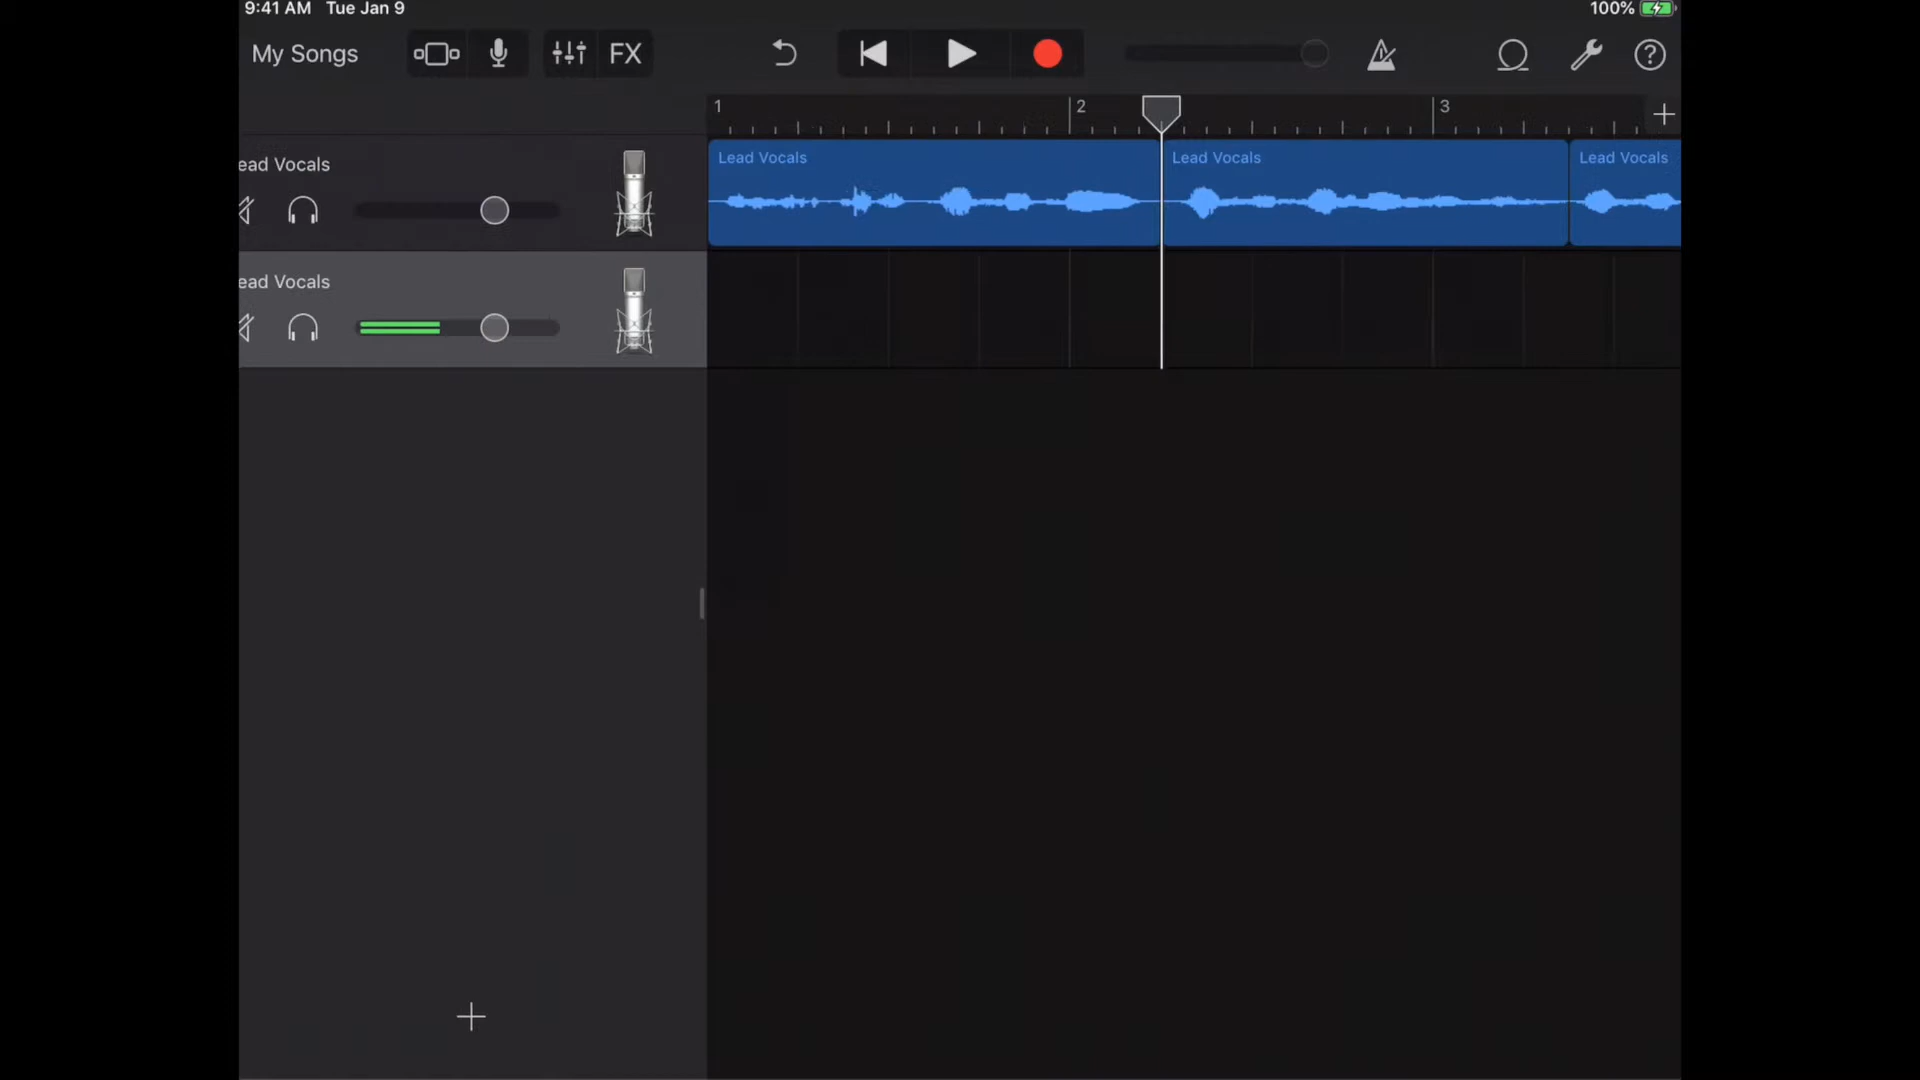 9:41 AM Tue Jan 9 100%
My Songs FX
1 2 3
ead Vocals Lead Vocals Lead Vocals Lead Vocals
ead Vocals